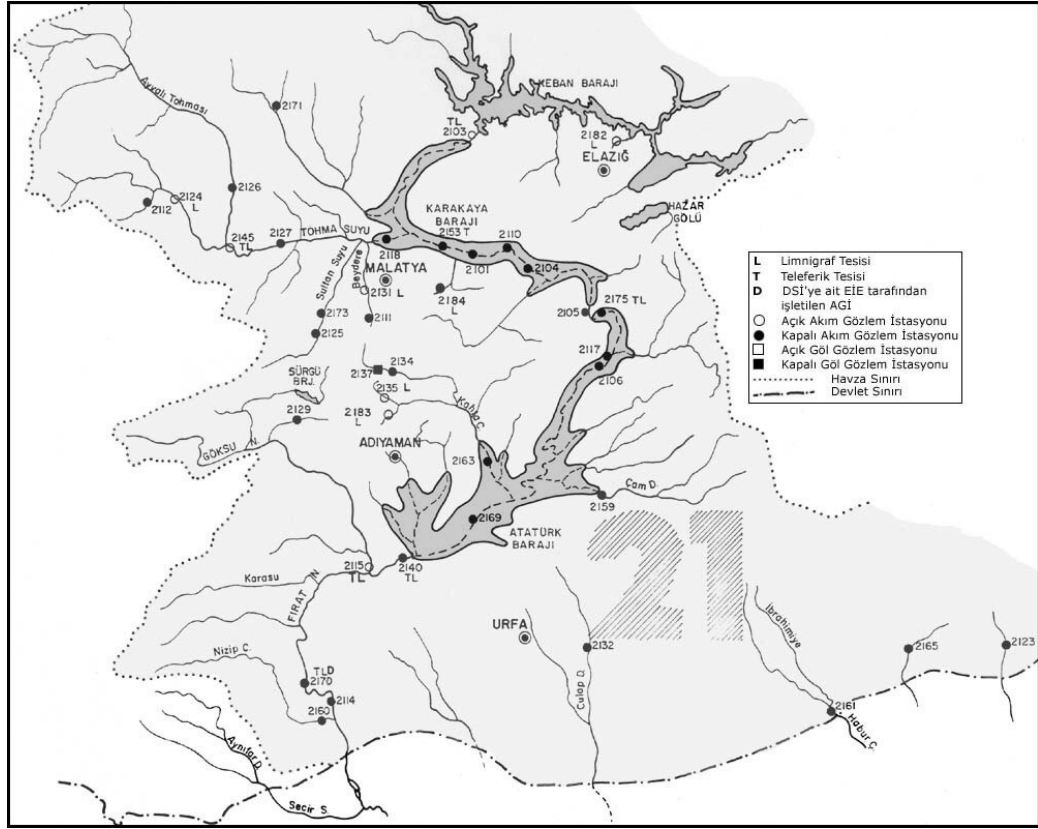 KEBAN BARAJI
Ayvalı Tohması
2171
TL
2103
2182
L
ELAZIĞ
2126
2124
L
2112
HAZAR
GÖLÜ
KARAKAYA
BARAJI
2153 T
2110
2145
TL
2127
TOHMA SUYU
2118
2101
2104
MALATYA
Sultan Suyu
Beydere
2131 L
2184
L
2105
2175 TL
2173
2111
2125
2117
2134
2137
2106
2135 L
SÜRGÜ
BRJ.
2183
L
Kahta Ç.
2129
GÖKSU N.
ADIYAMAN
2163
Çam D.
2159
2169
ATATÜRK
BARAJI
2115
TL
2140
TL
Karasu
FIRAT N.
21
URFA
Nizip Ç.
2132
İbrahimiye
2165
2123
TLD
2170
Culap D.
2114
2160
2161
Habur Ç.
Aynifar D.
Secir S.
L Limnigraf Tesisi
T Teleferik Tesisi
D DSİ'ye ait EİE tarafından
işletilen AGİ
Açık Akım Gözlem İstasyonu
Kapalı Akım Gözlem İstasyonu
Açık Göl Gözlem İstasyonu
Kapalı Göl Gözlem İstasyonu
Havza Sınırı
Devlet Sınırı